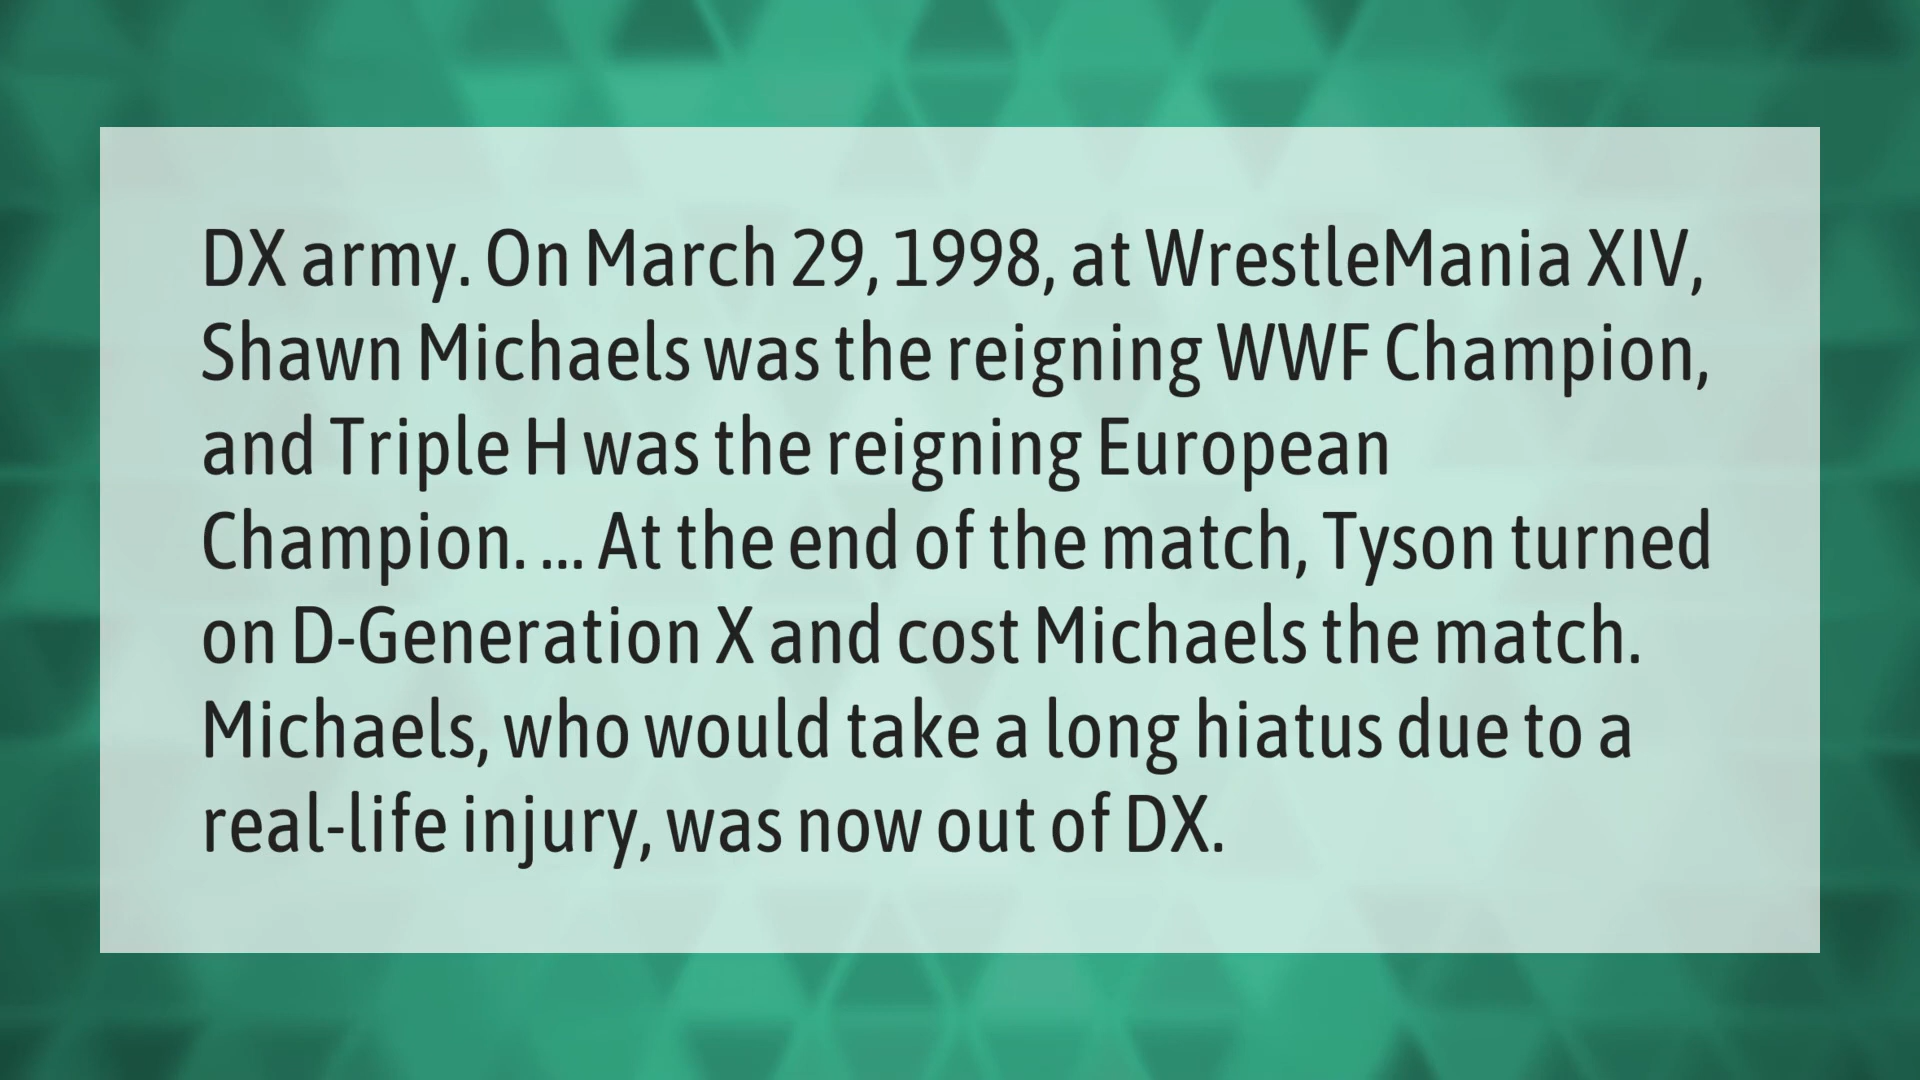 DX army. On March 29, 1998, at WrestleMania XIV,
Shawn Michaels was the reigning WWF Champion,
and Triple H was the reigning European
Champion. ... At the end of the match, Tyson turned
on D-Generation X and cost Michaels the match.
Michaels, who would take a long hiatus due to a
real-life injury, was now out of DX.